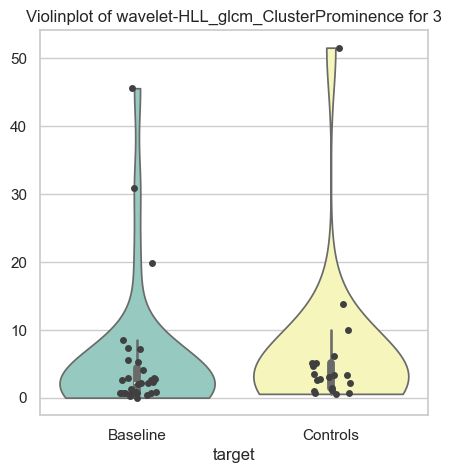 Violinplot of wavelet-HLL_glcm_ClusterProminence for 3
50
40
30
20
10
0
Baseline Controls
target